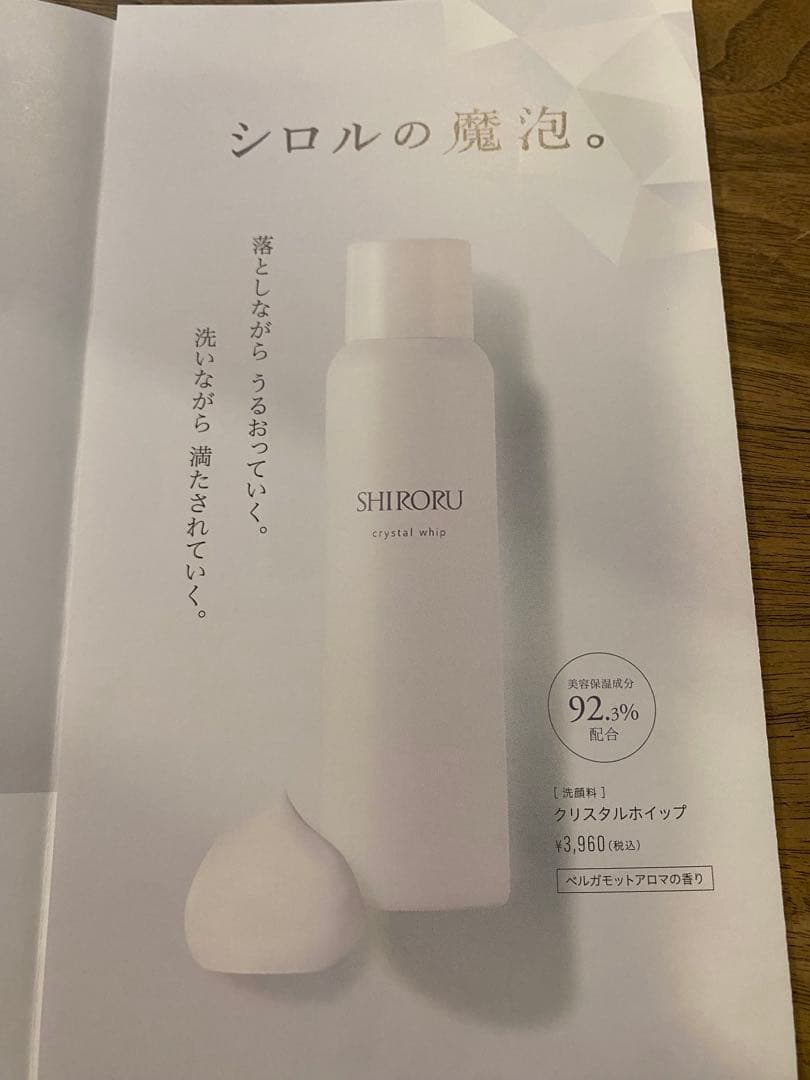 シロルの魔泡。
落としながら うるおっていく。
洗いながら 満たされていく。
SHIRORU
crystal whip
美容保湿成分
92.3%
配合
[ 洗顔料 ]
クリスタルホイップ
¥3,960(税込)
ベルガモットアロマの香り